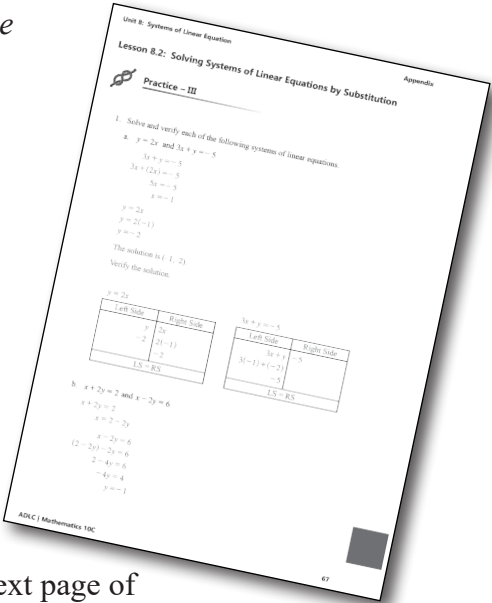 e
Unit 8: Systems of Linear Equation
Appendix
Lesson 8.2: Solving Systems of Linear Equations by Substitution
Practice – III
1. Solve and verify each of the following systems of linear equations.
a. y = 2x and 3x + y = – 5
3x + y = – 5
3x + (2x) = – 5
5x = – 5
x = – 1
y = 2x
y = 2(–1)
y = – 2
The solution is ( 1, 2)
Verify the solution
y = 2x
Left Side Right Side
y 2x
–2 2(–1)
–2
LS = RS
3x + y = – 5
Left Side Right Side
3x + y –5
3(–1) + (–2)
–5
LS = RS
b. x + 2y = 2 and x – 2y = 6
x + 2y = 2
x = 2 – 2y
x – 2y = 6
(2 – 2y) – 2y = 6
2 – 4y = 6
–4y = 4
y = – 1
ADLC | Mathematics 10C
67
ext page of